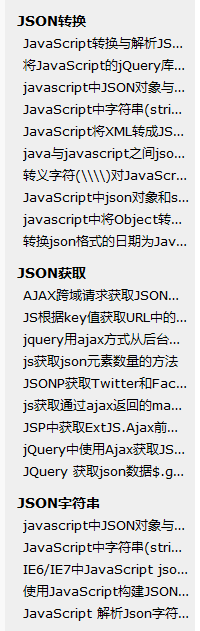 JSON转换
JavaScript转换与解析JS...
将JavaScript的jQuery库...
javascript中JSON对象与...
JavaScript中字符串(stri...
JavaScript将XML转成JS...
java与javascript之间jso...
转义字符(\\\\)对JavaScr...
JavaScript中json对象和s...
javascript中将Object转...
转换json格式的日期为Jav...
JSON获取
AJAX跨域请求获取JSON...
JS根据key值获取URL中的...
jquery用ajax方式从后台...
js获取json元素数量的方法
JSONP获取Twitter和Fac...
js获取通过ajax返回的ma...
JSP中获取ExtJS.Ajax前...
jQuery中使用Ajax获取JS...
JQuery 获取json数据$.g...
JSON字符串
javascript中JSON对象与...
JavaScript中字符串(stri...
IE6/IE7中JavaScript jso...
使用JavaScript构建JSON...
JavaScript 解析Json字符...